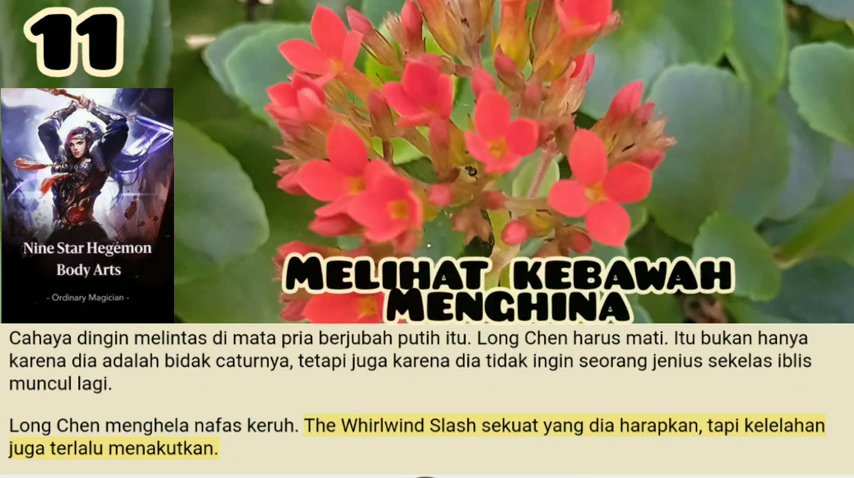 11
Nine Star Hegemon
Body Arts
- Ordinary Magician -
MELIHAT KEBAWAH
MENGHINA
Cahaya dingin melintas di mata pria berjubah putih itu. Long Chen harus mati. Itu bukan hanya
karena dia adalah bidak caturnya, tetapi juga karena dia tidak ingin seorang jenius sekelas iblis
muncul lagi.
Long Chen menghela nafas keruh. The Whirlwind Slash sekuat yang dia harapkan, tapi kelelahan
juga terlalu menakutkan.